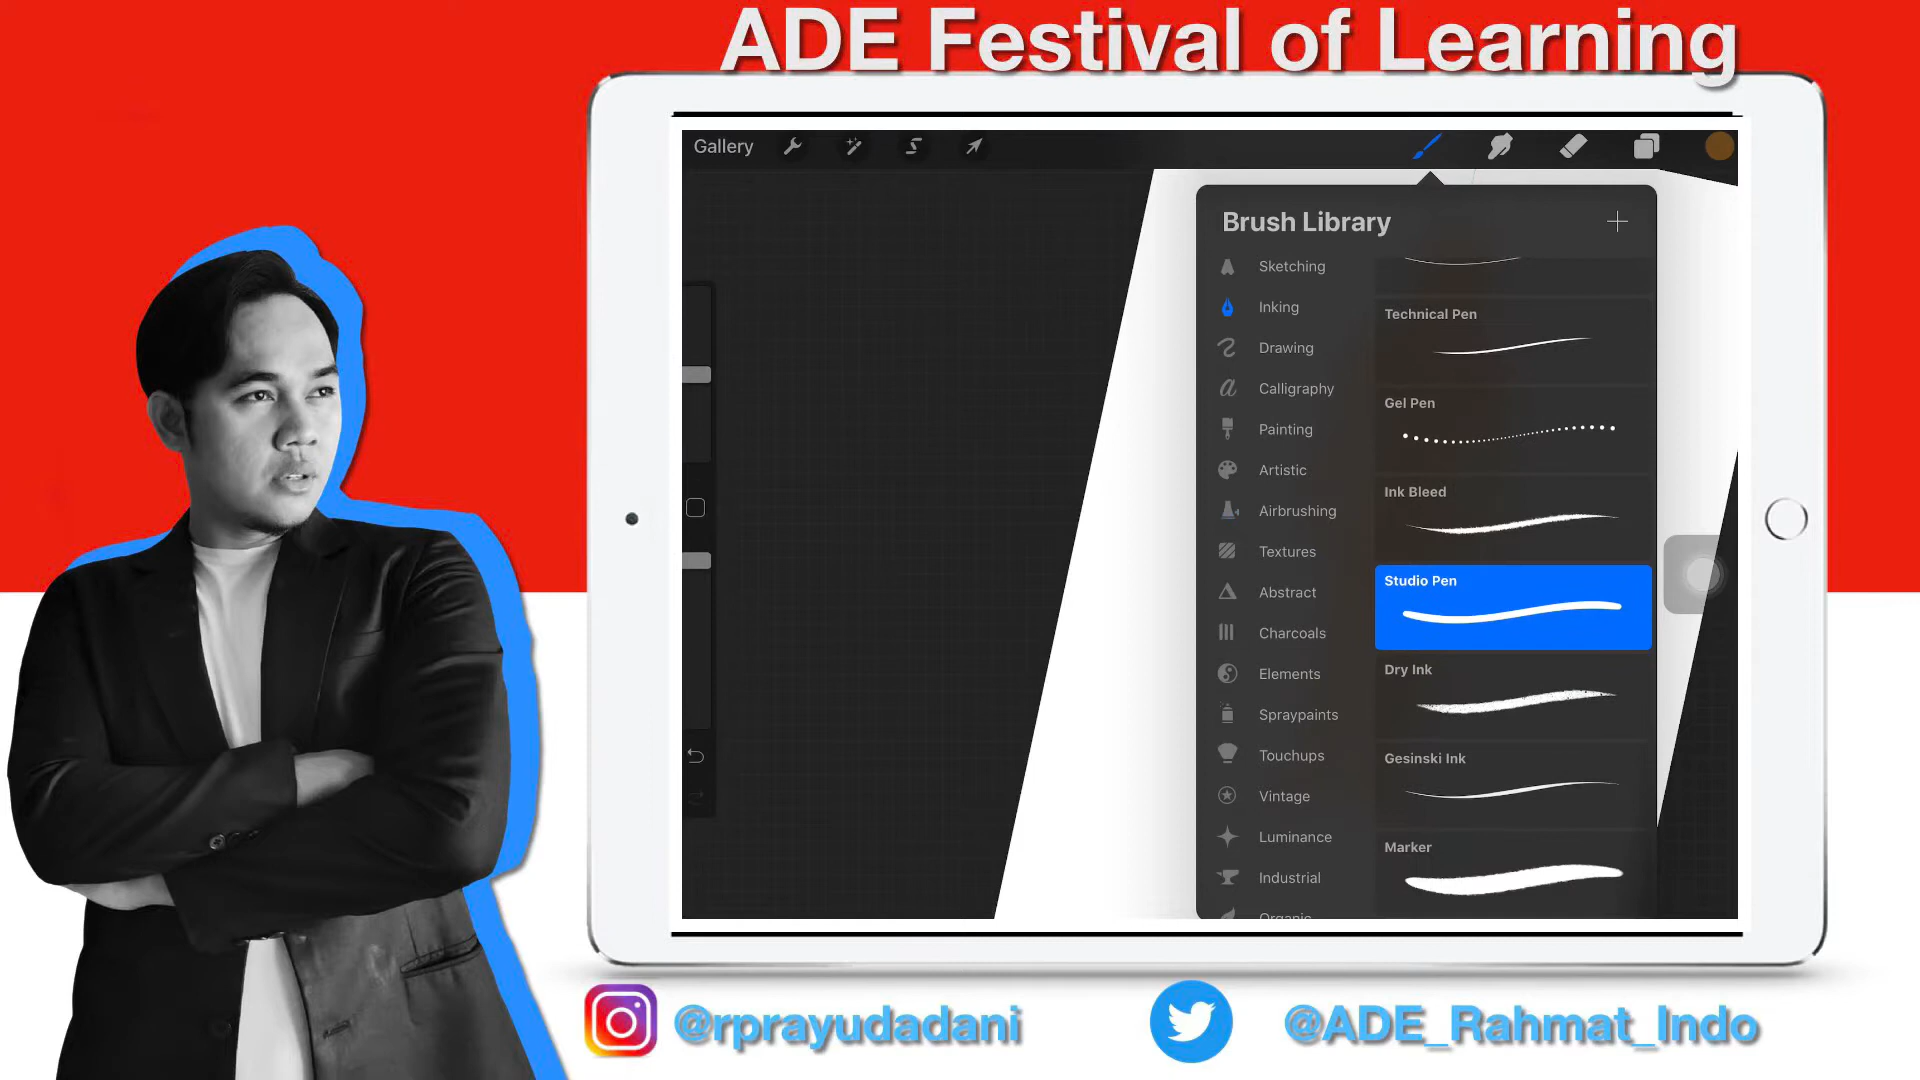 ADE Festival of Learning
Gallery
Brush Library
Sketching
Inking
Drawing
Calligraphy
Painting
Artistic
Airbrushing
Textures
Abstract
Charcoals
Elements
Spraypaints
Touchups
Vintage
Luminance
Industrial
Organic
Technical Pen
Gel Pen
Ink Bleed
Studio Pen
Dry Ink
Gesinski Ink
Marker
@rprayudadani
@ADE_Rahmat_Indo